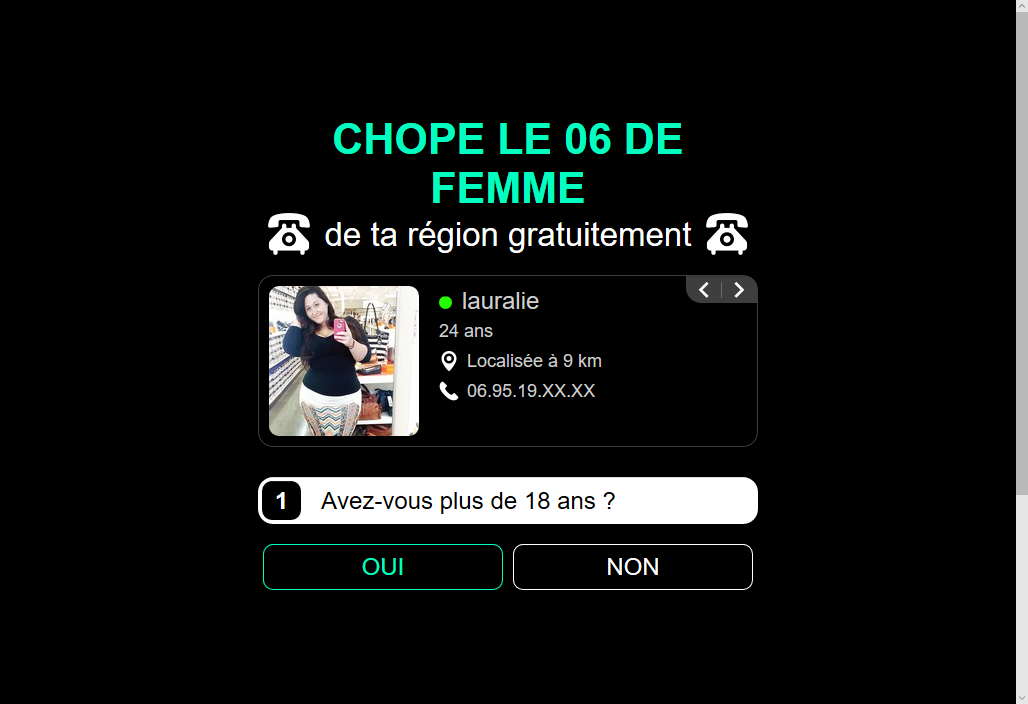 CHOPE LE 06 DE
FEMME
de ta région gratuitement
lauralie
24 ans
Localisée à 9 km
06.95.19.XX.XX
1 Avez-vous plus de 18 ans ?
OUI NON